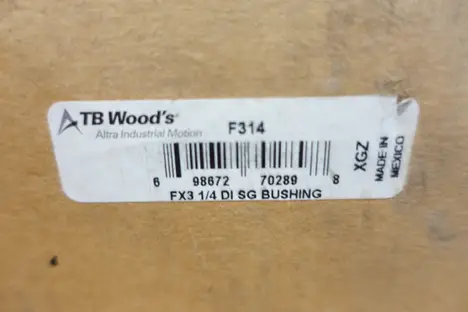 TB Wood's®
Altra Industrial Motion
F314
6 98672 70289 8
FX3 1/4 DI SG BUSHING
XGZ
MADE IN
MEXICO